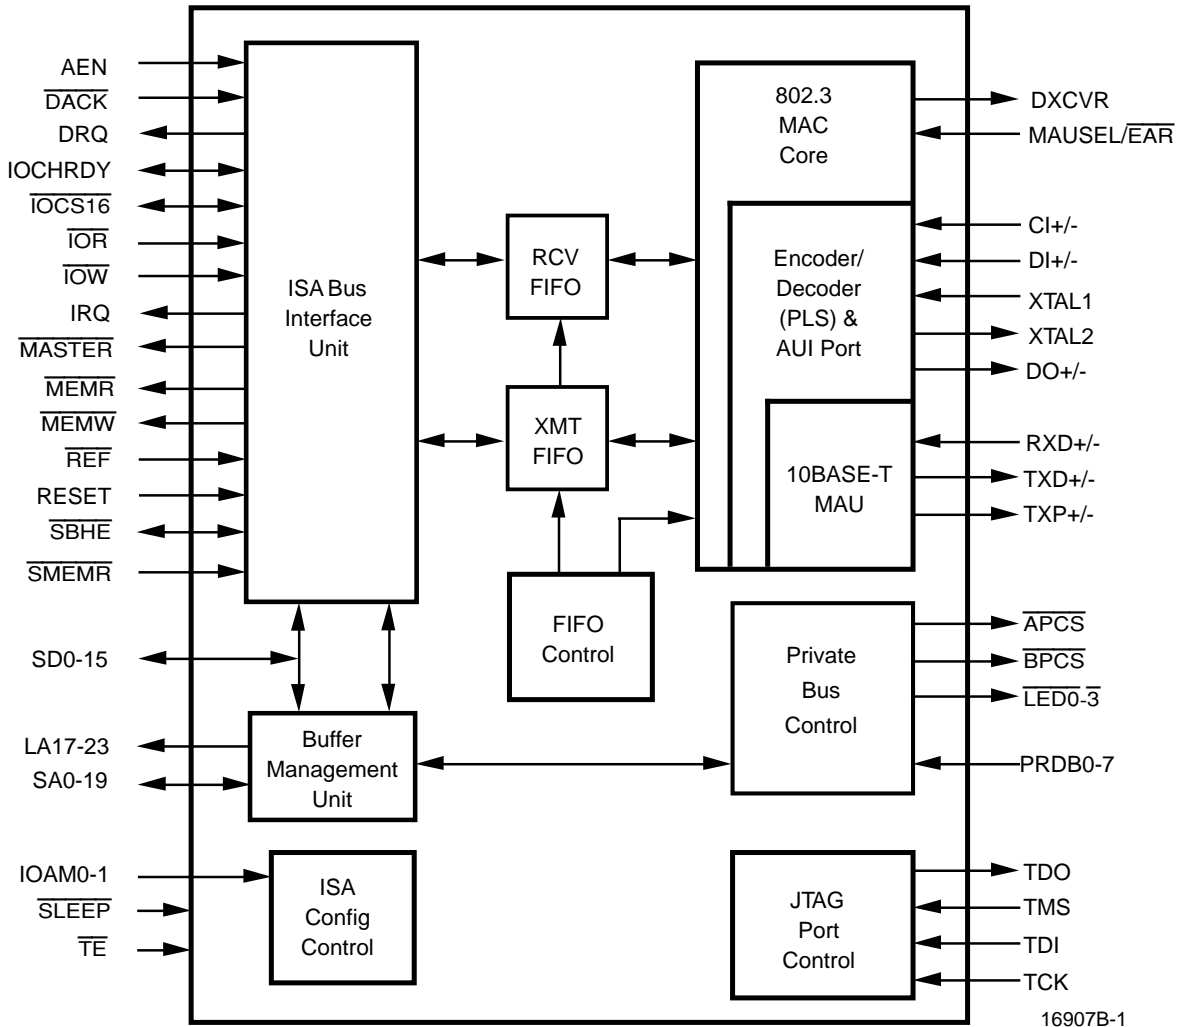 AEN
DACK
DRQ
IOCHRDY
IOCS16
IOR
IOW
IRQ
MASTER
MEMR
MEMW
REF
RESET
SBHE
SMEMR
SD0-15
LA17-23
SA0-19
IOAM0-1
SLEEP
TE
ISA Bus
Interface
Unit
Buffer
Management
Unit
ISA
Config
Control
RCV
FIFO
XMT
FIFO
FIFO
Control
802.3
MAC
Core
Encoder/
Decoder
(PLS) &
AUI Port
10BASE-T
MAU
Private
Bus
Control
JTAG
Port
Control
DXCVR
MAUSEL/EAR
CI+/-
DI+/-
XTAL1
XTAL2
DO+/-
RXD+/-
TXD+/-
TXP+/-
APCS
BPCS
LED0-3
PRDB0-7
TDO
TMS
TDI
TCK
16907B-1